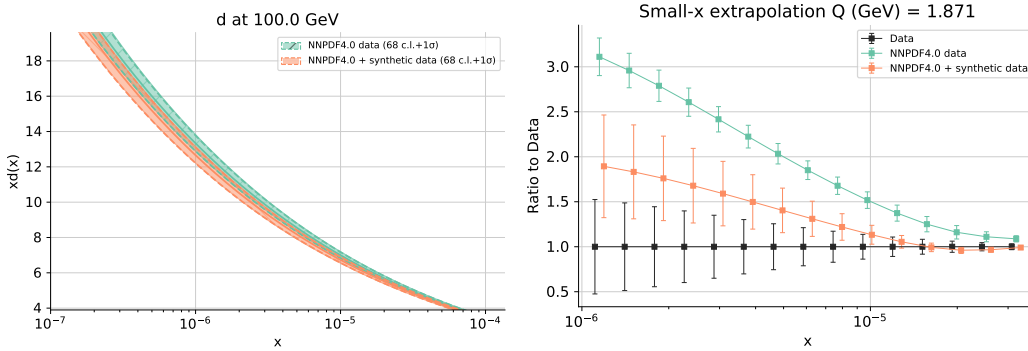 d at 100.0 GeV
NNPDF4.0 data (68 c.l.+1σ)
NNPDF4.0 + synthetic data (68 c.l.+1σ)
xd(x)
18
16
14
12
10
8
6
4
10⁻⁷
10⁻⁶
10⁻⁵
10⁻⁴
x
Small-x extrapolation Q (GeV) = 1.871
Data
NNPDF4.0 data
NNPDF4.0 + synthetic data
Ratio to Data
3.0
2.5
2.0
1.5
1.0
0.5
10⁻⁶
10⁻⁵
x